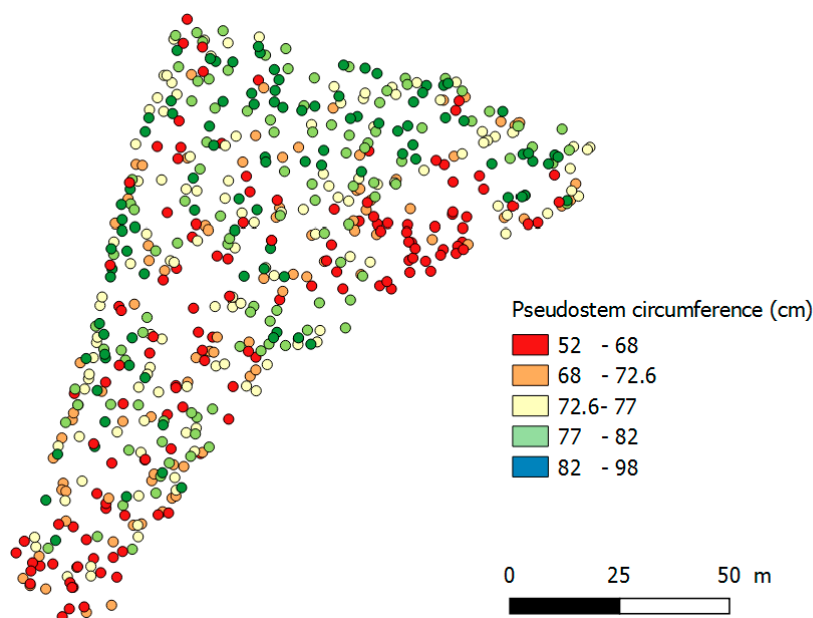 Pseudostem circumference (cm)
52 - 68
68 - 72.6
72.6- 77
77 - 82
82 - 98
0 25 50 m